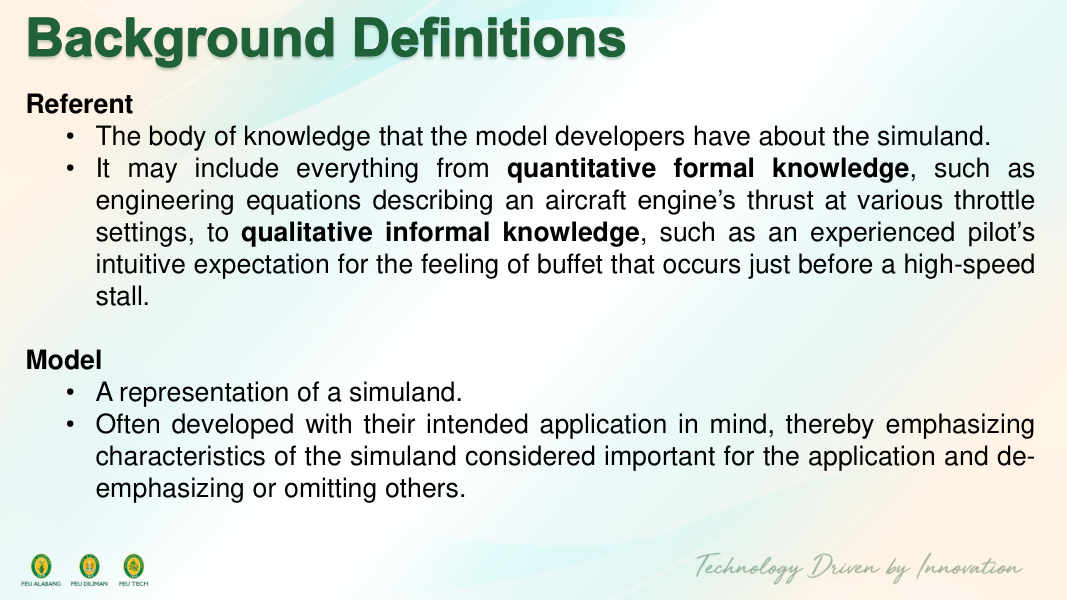 Background Definitions
Referent
• The body of knowledge that the model developers have about the simuland.
• It may include everything from quantitative formal knowledge, such as
engineering equations describing an aircraft engine’s thrust at various throttle
settings, to qualitative informal knowledge, such as an experienced pilot’s
intuitive expectation for the feeling of buffet that occurs just before a high-speed
stall.
Model
• A representation of a simuland.
• Often developed with their intended application in mind, thereby emphasizing
characteristics of the simuland considered important for the application and de-
emphasizing or omitting others.
FEU ALABANG FEU DILIMAN FEU TECH
Technology Driven by Innovation